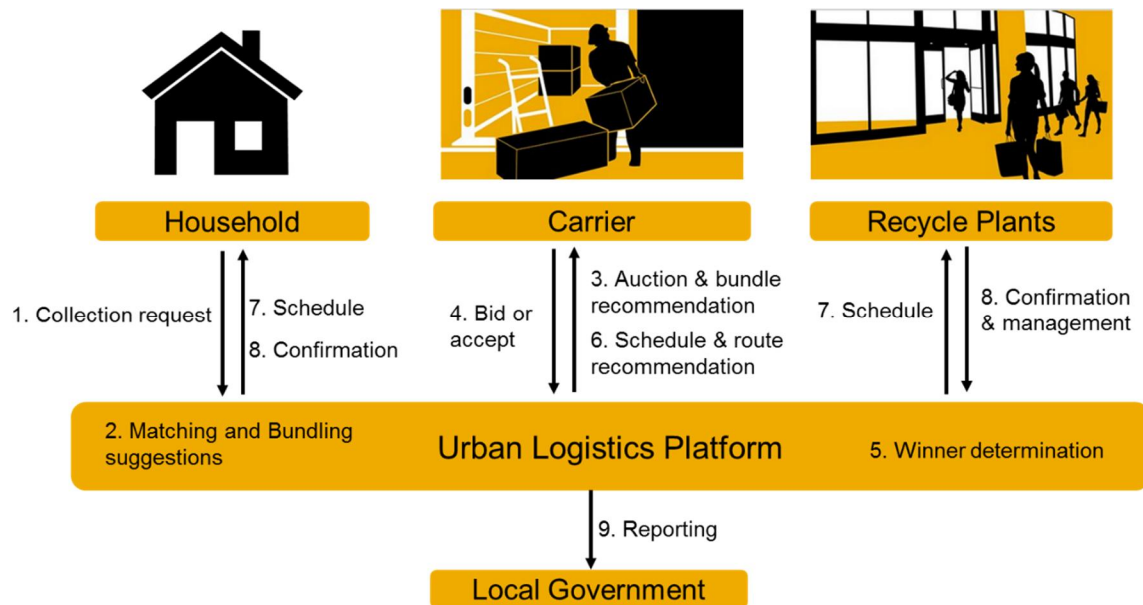 Household
Carrier
Recycle Plants
1. Collection request
7. Schedule
8. Confirmation
4. Bid or
accept
3. Auction & bundle
recommendation
6. Schedule & route
recommendation
7. Schedule
8. Confirmation
& management
2. Matching and Bundling
suggestions
Urban Logistics Platform
5. Winner determination
9. Reporting
Local Government